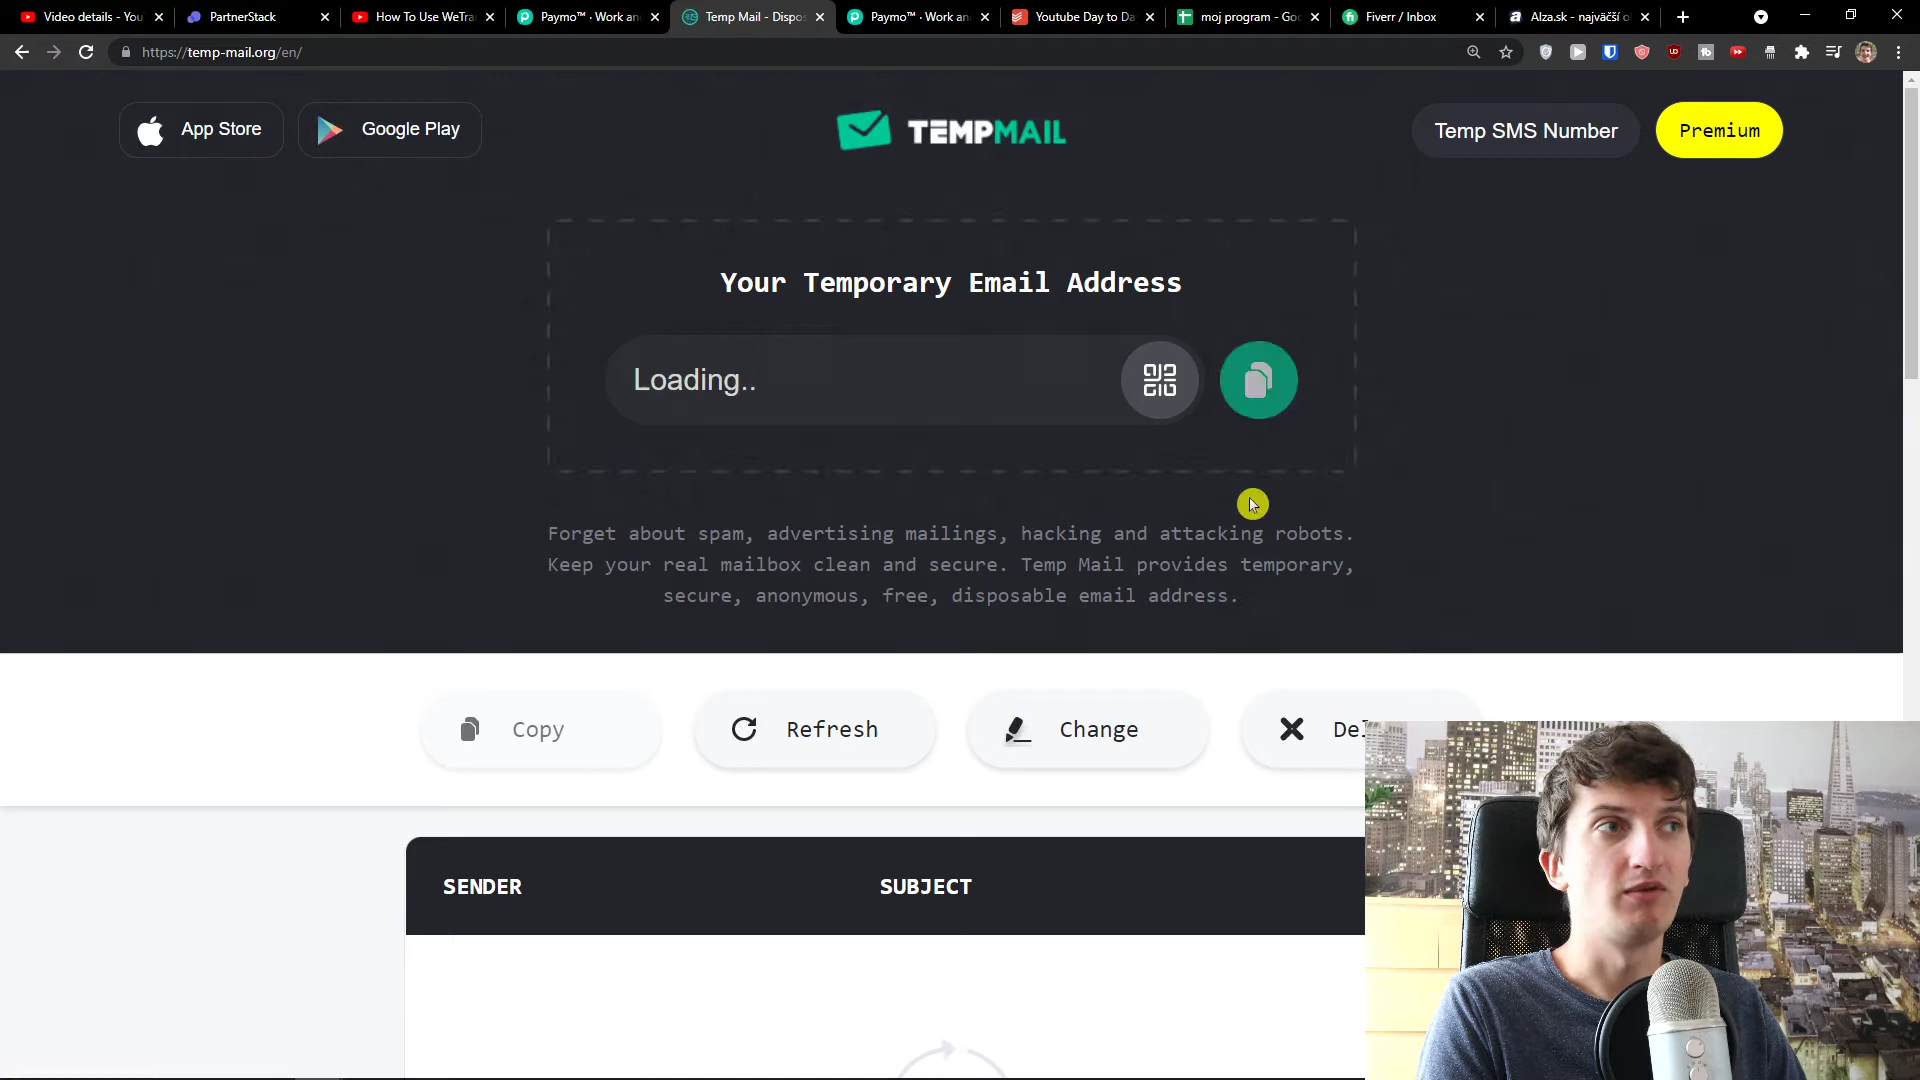 Video details - You
PartnerStack
How To Use WeTra
Paymo™ · Work an
Temp Mail - Dispos
Paymo™ · Work an
Youtube Day to Da
moj program - Goo
Fiverr / Inbox
Alza.sk - najväčší o
https://temp-mail.org/en/
App Store
Google Play
TEMPMAIL
Temp SMS Number
Premium
Your Temporary Email Address
Loading..
Forget about spam, advertising mailings, hacking and attacking robots.
Keep your real mailbox clean and secure. Temp Mail provides temporary,
secure, anonymous, free, disposable email address.
Copy
Refresh
Change
Del
SENDER
SUBJECT